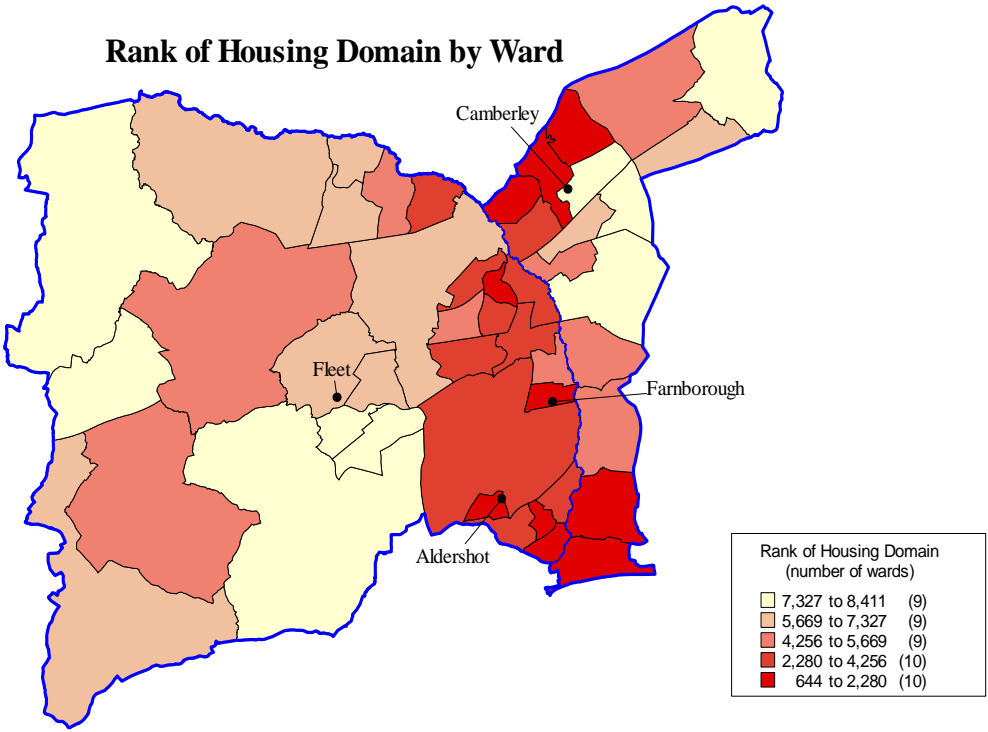 Rank of Housing Domain by Ward
Camberley
Fleet
Farnborough
Aldershot
Rank of Housing Domain
(number of wards)
7,327 to 8,411 (9)
5,669 to 7,327 (9)
4,256 to 5,669 (9)
2,280 to 4,256 (10)
644 to 2,280 (10)